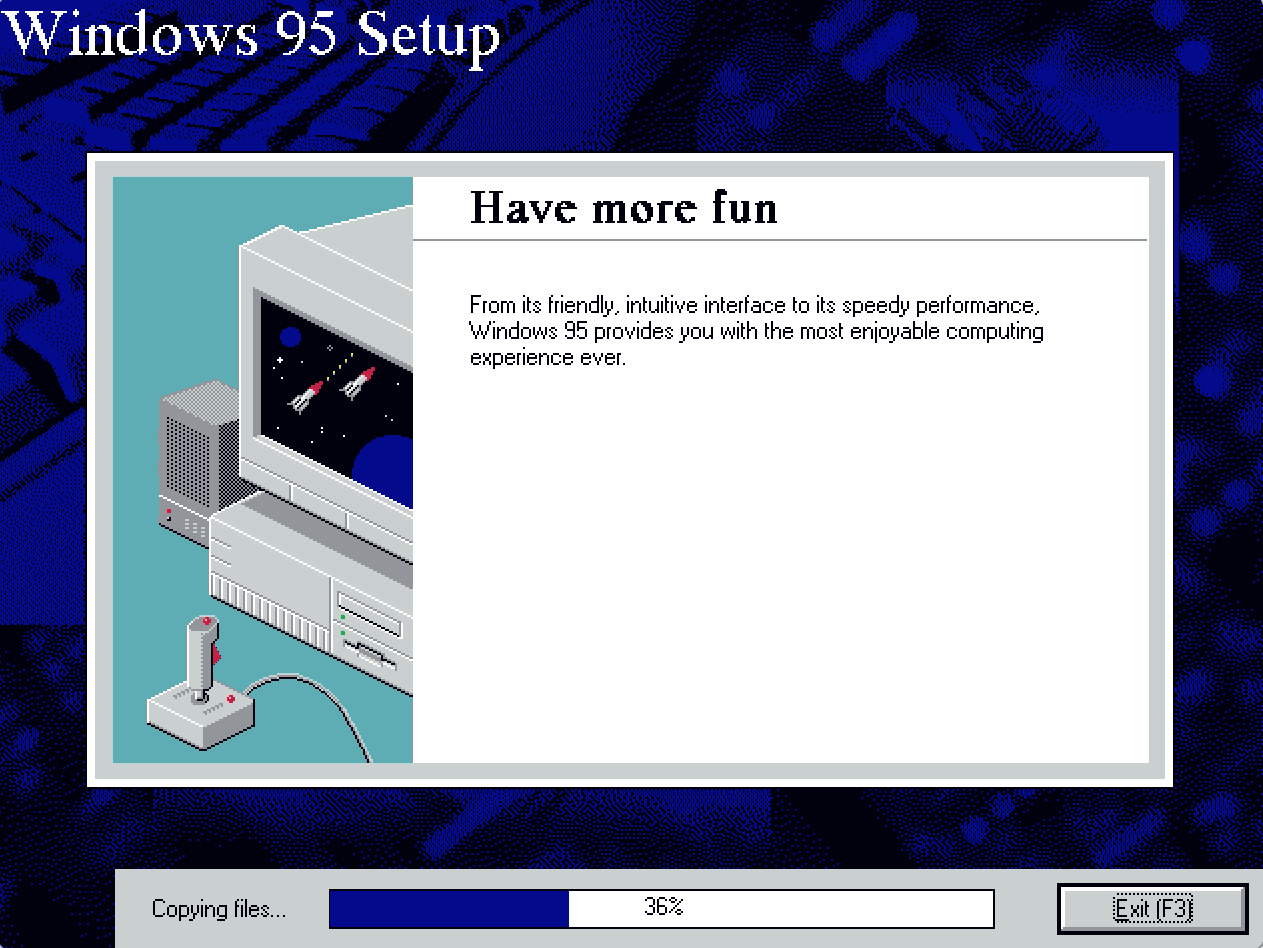 Windows 95 Setup
Have more fun
From its friendly, intuitive interface to its speedy performance,
Windows 95 provides you with the most enjoyable computing
experience ever.
Copying files...
36%
Exit (F3)